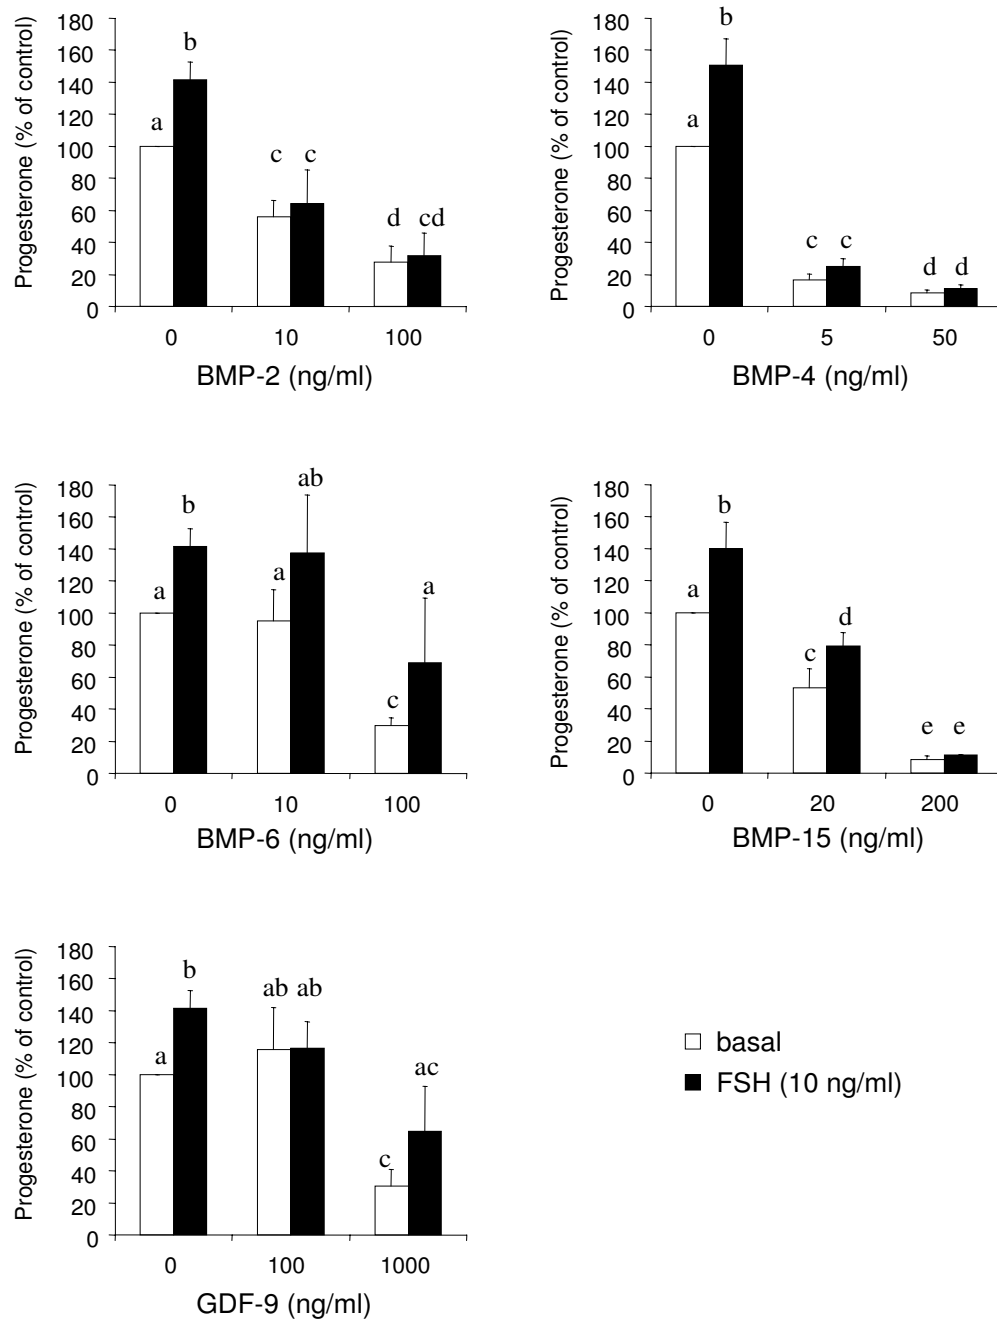 Progesterone (% of control)
180
160
140
120
100
80
60
40
20
0
a
b
c
c
d
cd
0
10
100
BMP-2 (ng/ml)
Progesterone (% of control)
180
160
140
120
100
80
60
40
20
0
a
b
c
c
d
d
0
5
50
BMP-4 (ng/ml)
Progesterone (% of control)
180
160
140
120
100
80
60
40
20
0
a
b
a
ab
c
a
0
10
100
BMP-6 (ng/ml)
Progesterone (% of control)
180
160
140
120
100
80
60
40
20
0
a
b
c
d
e
e
0
20
200
BMP-15 (ng/ml)
Progesterone (% of control)
180
160
140
120
100
80
60
40
20
0
a
b
ab
ab
c
ac
0
100
1000
GDF-9 (ng/ml)
basal
FSH (10 ng/ml)